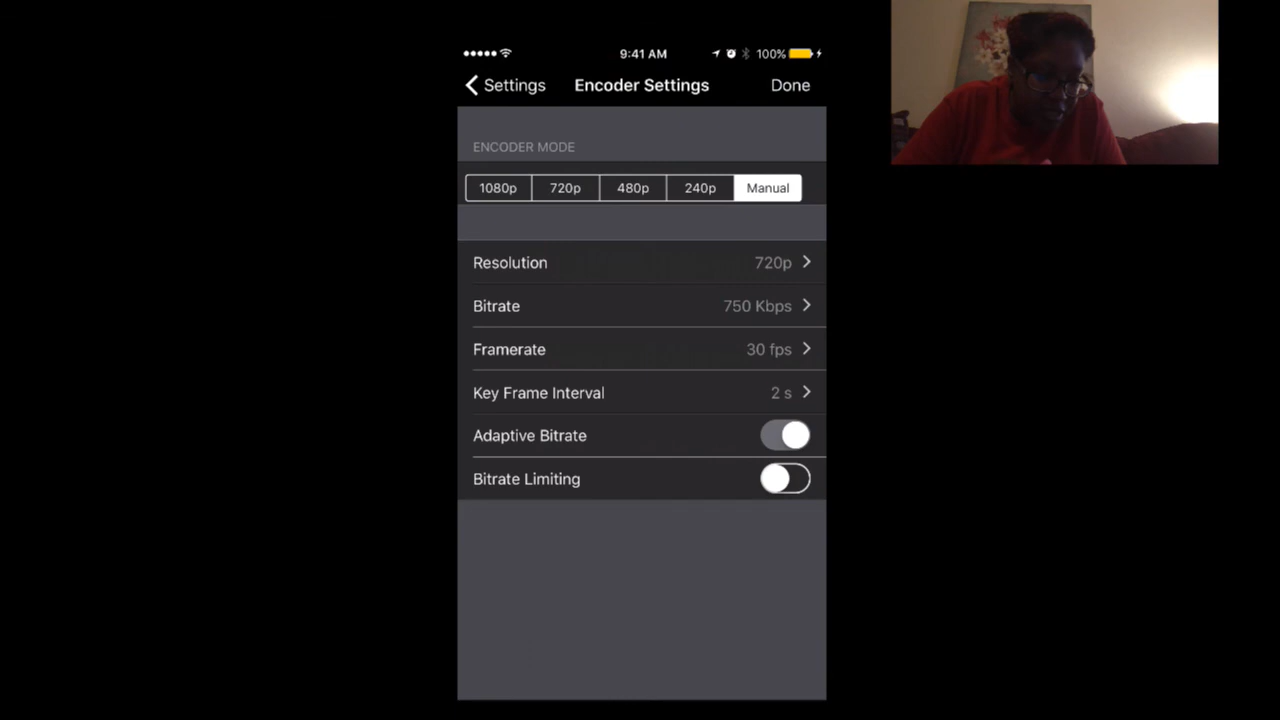 9:41 AM 100%
Settings Encoder Settings Done
ENCODER MODE
1080p 720p 480p 240p Manual
Resolution 720p
Bitrate 750 Kbps
Framerate 30 fps
Key Frame Interval 2 s
Adaptive Bitrate
Bitrate Limiting